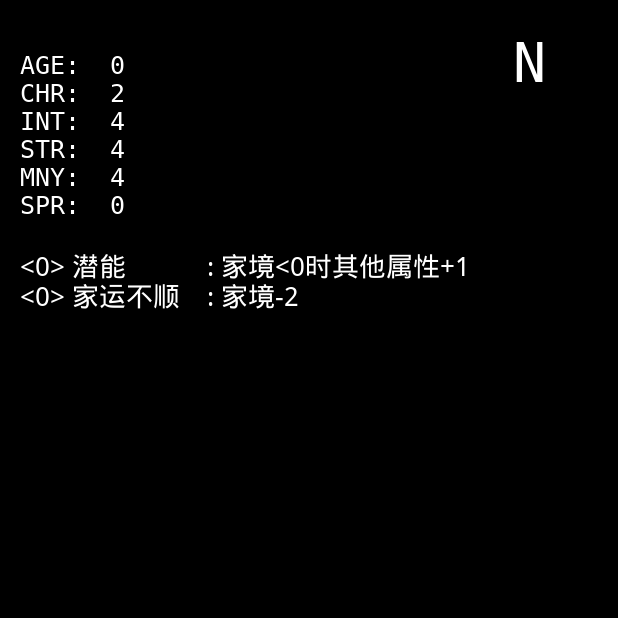 N
AGE: 0
CHR: 2
INT: 4
STR: 4
MNY: 4
SPR: 0
<0> 潜能 : 家境<0时其他属性+1
<0> 家运不顺 : 家境-2